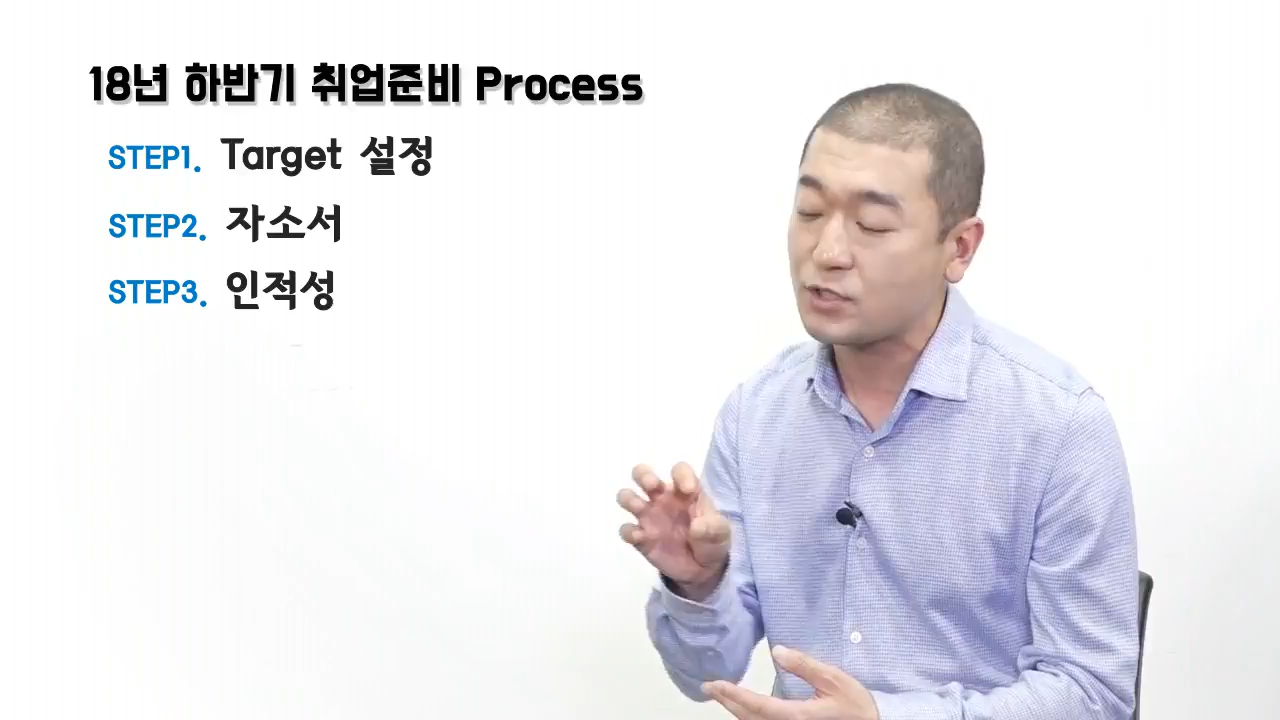 18년 하반기 취업준비 Process
STEP1. Target 설정
STEP2. 자소서
STEP3. 인적성